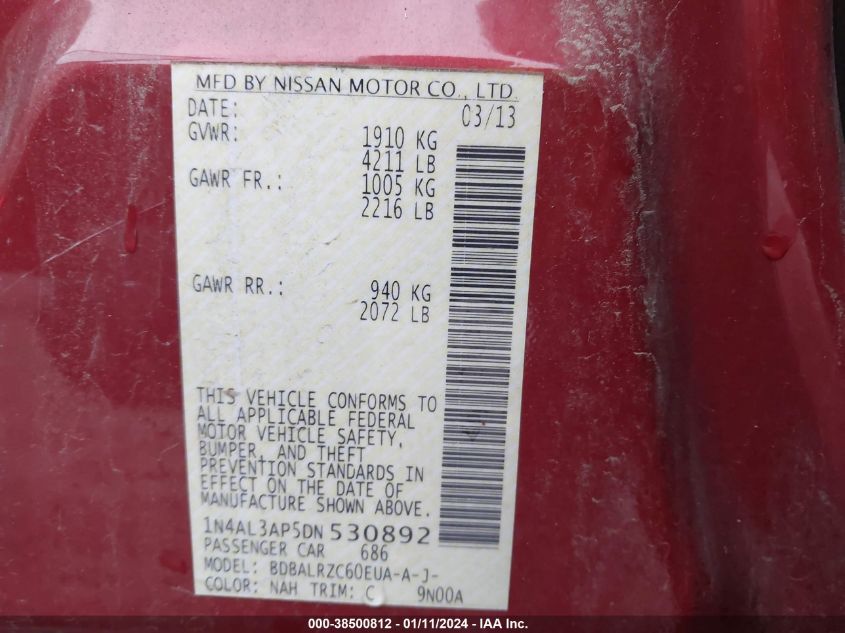 MFD BY NISSAN MOTOR CO., LTD.
DATE: 03/13
GVWR: 1910 KG
4211 LB
GAWR FR.: 1005 KG
2216 LB
GAWR RR.: 940 KG
2072 LB
THIS VEHICLE CONFORMS TO
ALL APPLICABLE FEDERAL
MOTOR VEHICLE SAFETY,
BUMPER, AND THEFT
PREVENTION STANDARDS IN
EFFECT ON THE DATE OF
MANUFACTURE SHOWN ABOVE.
1N4AL3AP5DN 530892
PASSENGER CAR 686
MODEL: BDBALRZC60EUA-A-J-
COLOR: NAH TRIM: C 9N00A
000-38500812 - 01/11/2024 - IAA Inc.